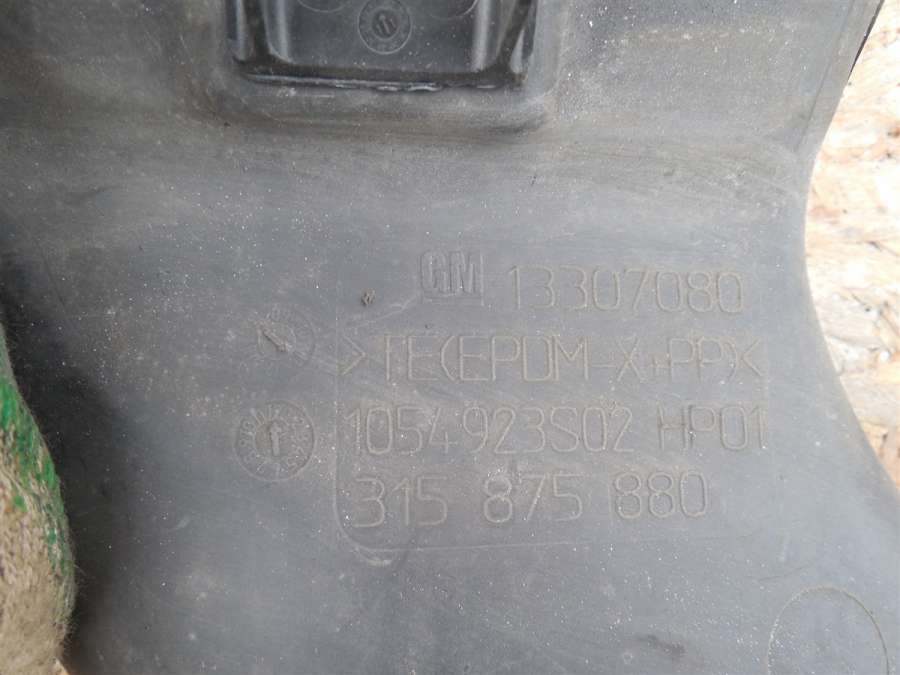 GM 13307080
>TE(EPDM-X+PP)<
1054923S02 HP01
315 875 880